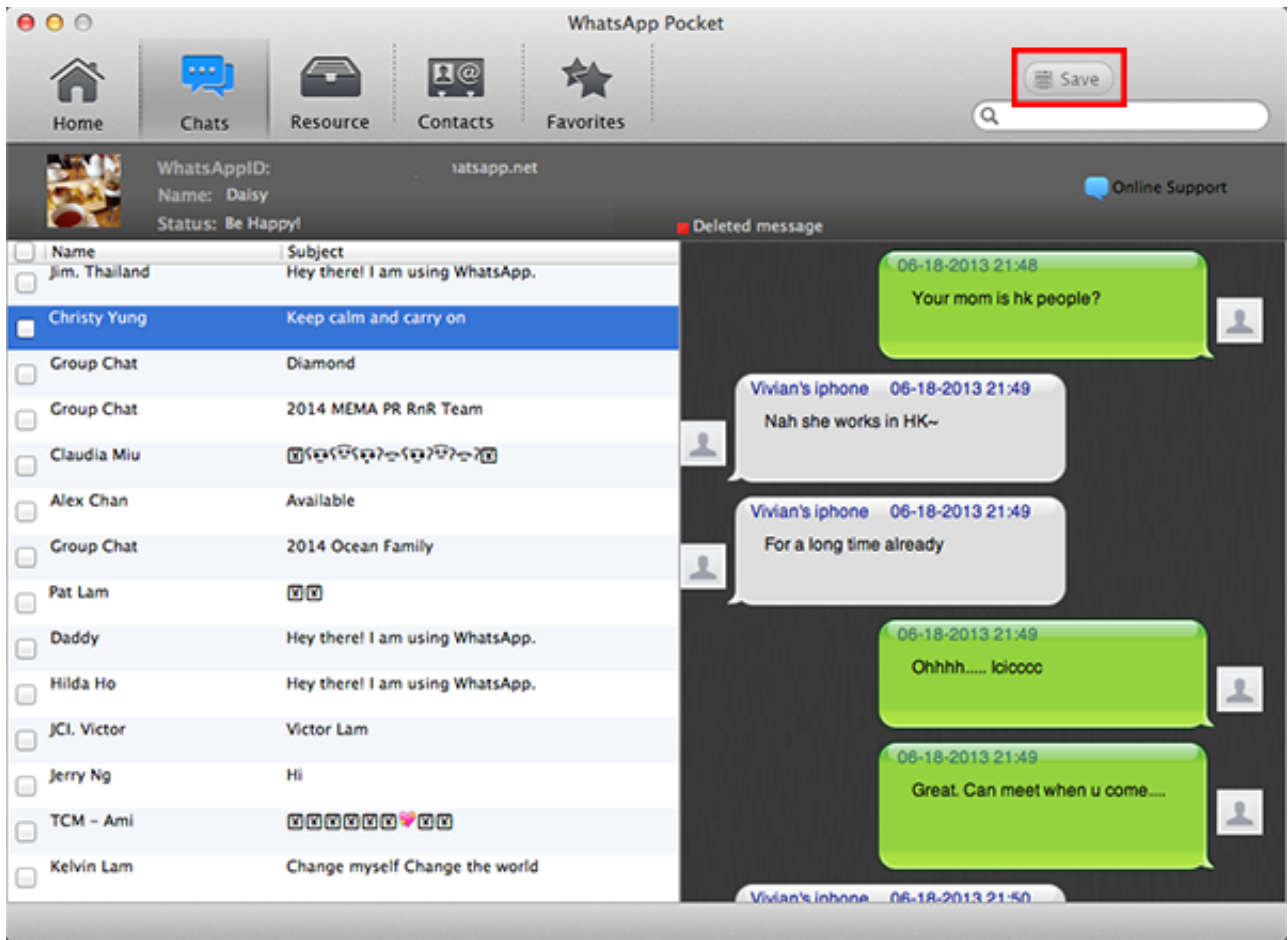 WhatsApp Pocket
Save
Home Chats Resource Contacts Favorites
WhatsAppID: hatsapp.net
Name: Daisy
Online Support
Status: Be Happy!
Deleted message
Name Subject
Jim. Thailand Hey there! I am using WhatsApp.
Christy Yung Keep calm and carry on
Group Chat Diamond
Group Chat 2014 MEMA PR RnR Team
Claudia Miu
Alex Chan Available
Group Chat 2014 Ocean Family
Pat Lam
Daddy Hey there! I am using WhatsApp.
Hilda Ho Hey there! I am using WhatsApp.
JCI. Victor Victor Lam
Jerry Ng Hi
TCM - Ami 💝
Kelvin Lam Change myself Change the world
06-18-2013 21:48
Your mom is hk people?
Vivian's iphone 06-18-2013 21:49
Nah she works in HK~
Vivian's iphone 06-18-2013 21:49
For a long time already
06-18-2013 21:49
Ohhhh..... Icicccc
06-18-2013 21:49
Great. Can meet when u come....
Vivian's iphone 06-18-2013 21:50